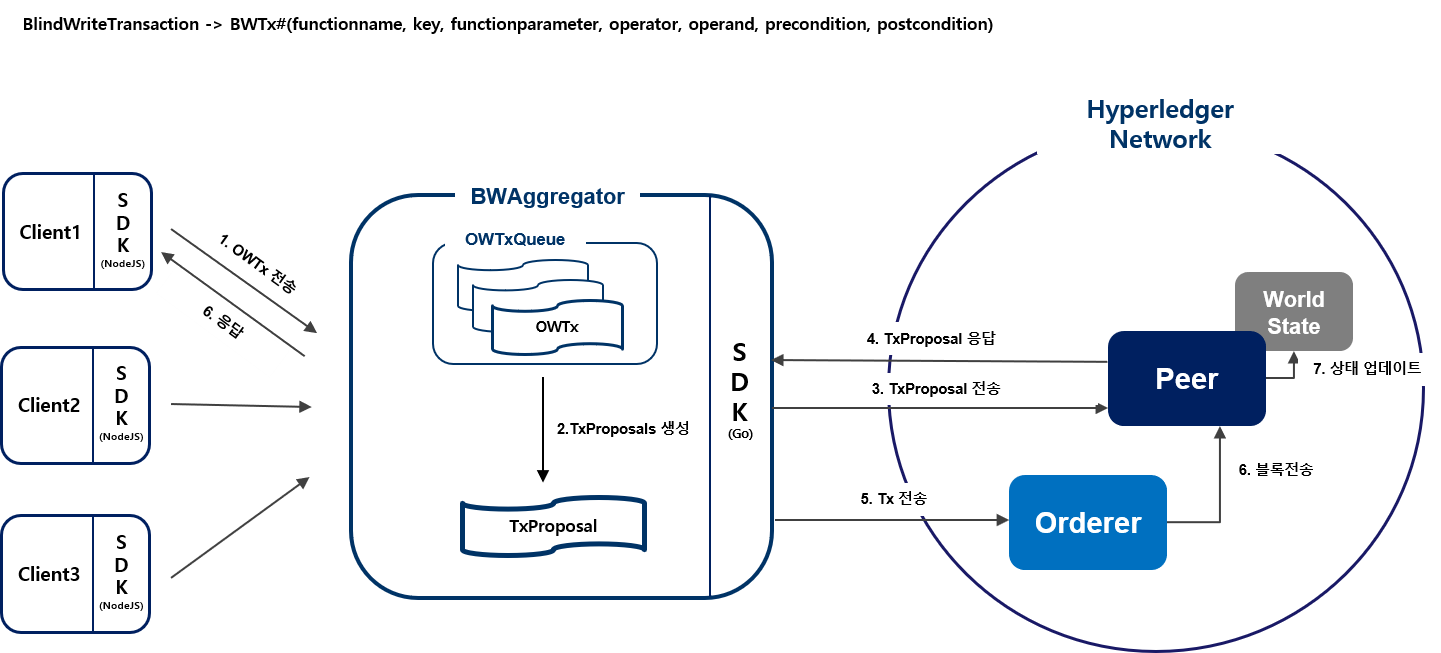 BlindWriteTransaction -> BWTx#(functionname, key, functionparameter, operator, operand, precondition, postcondition)
Hyperledger
Network
BWAggregator
OWTxQueue
OWTx
2.TxProposals 생성
TxProposal
S
D
K
(Go)
Client1
S
D
K
(NodeJS)
1. OWTx 전송
6. 응답
Client2
S
D
K
(NodeJS)
Client3
S
D
K
(NodeJS)
4. TxProposal 응답
3. TxProposal 전송
5. Tx 전송
World
State
Peer
7. 상태 업데이트
6. 블록전송
Orderer